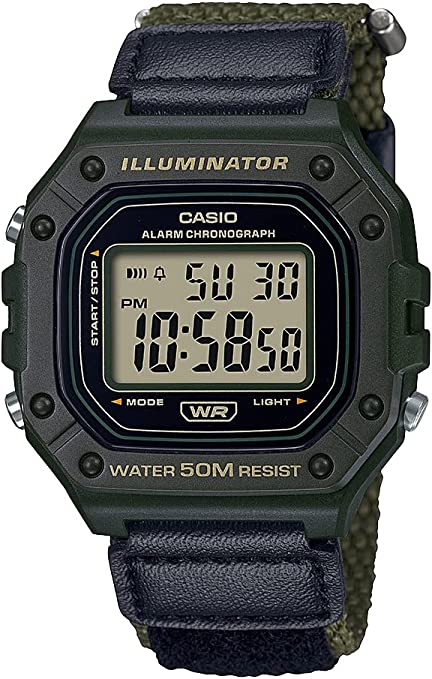 ILLUMINATOR
CASIO
ALARM CHRONOGRAPH
START/STOP
SU 30
PM
10:58 50
MODE
LIGHT
WR
WATER 50M RESIST